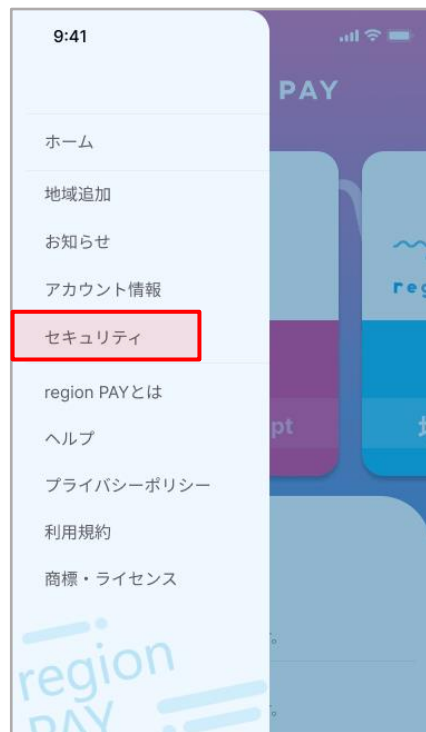 9:41
PAY
ホーム
地域追加
お知らせ
アカウント情報
セキュリティ
region PAYとは
ヘルプ
pt
プライバシーポリシー
利用規約
商標・ライセンス
region
PAY